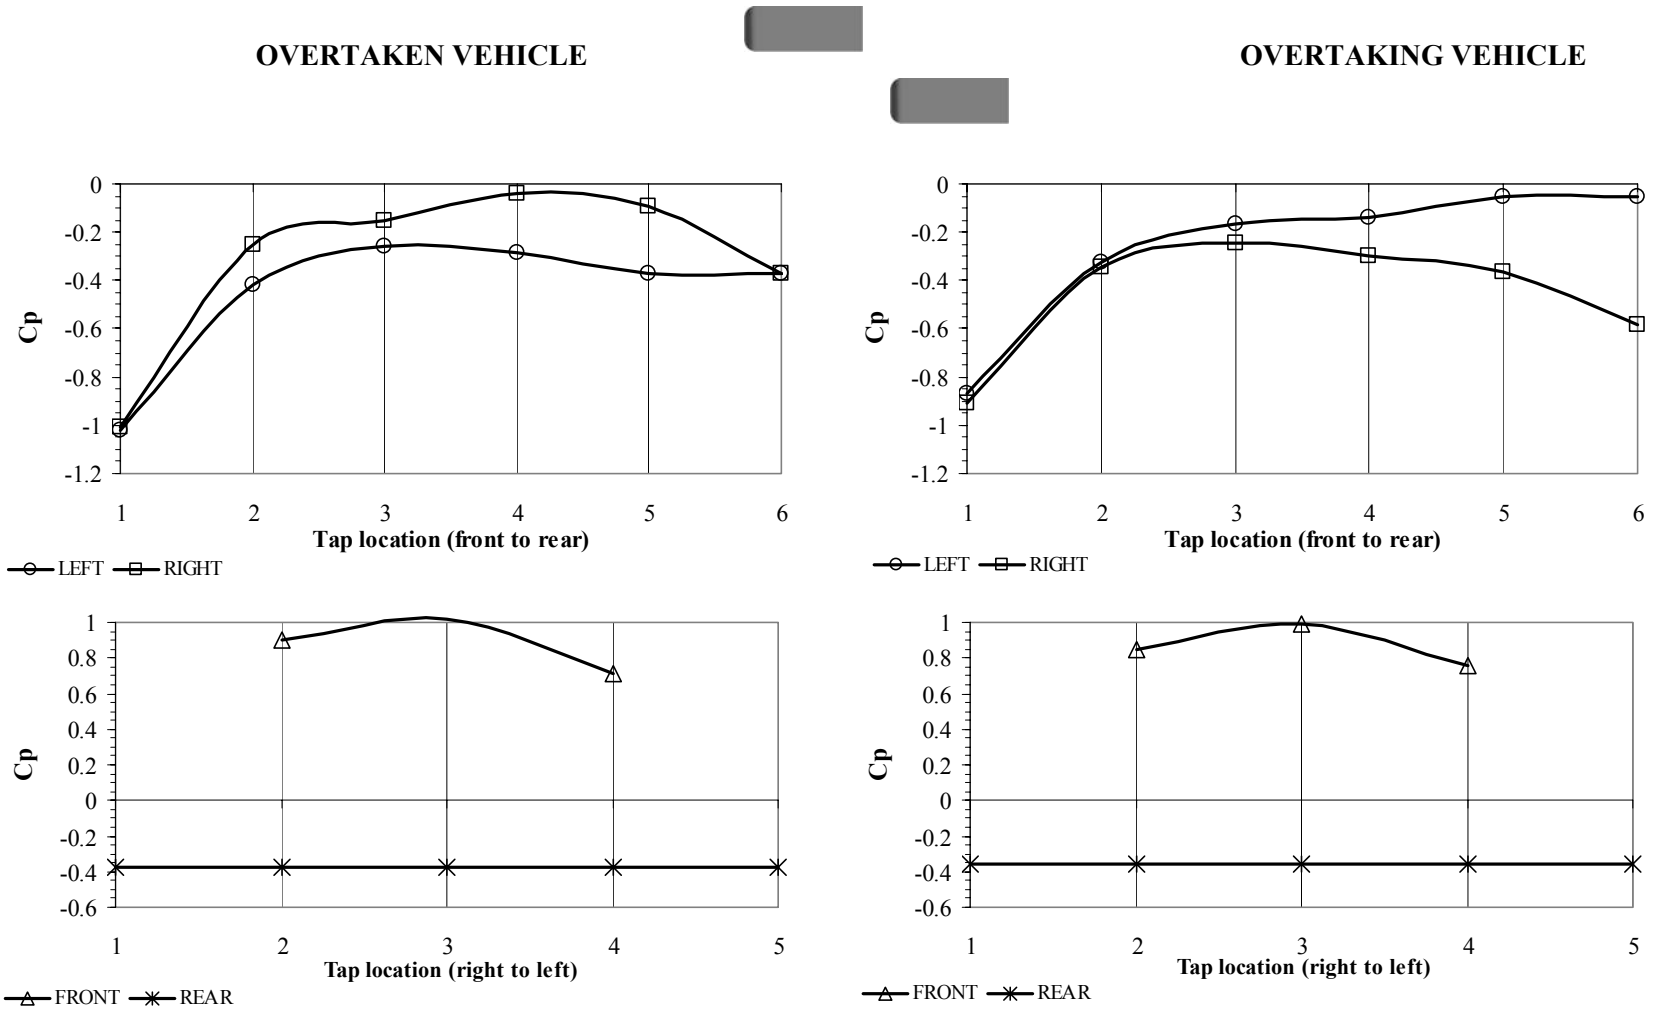 OVERTAKEN VEHICLE
OVERTAKING VEHICLE
0
-0.2
-0.4
-0.6
-0.8
-1
-1.2
Cp
1 2 3 4 5 6
Tap location (front to rear)
LEFT RIGHT
0
-0.2
-0.4
-0.6
-0.8
-1
-1.2
Cp
1 2 3 4 5 6
Tap location (front to rear)
LEFT RIGHT
1
0.8
0.6
0.4
0.2
0
-0.2
-0.4
-0.6
Cp
1 2 3 4 5
Tap location (right to left)
FRONT REAR
1
0.8
0.6
0.4
0.2
0
-0.2
-0.4
-0.6
Cp
1 2 3 4 5
Tap location (right to left)
FRONT REAR